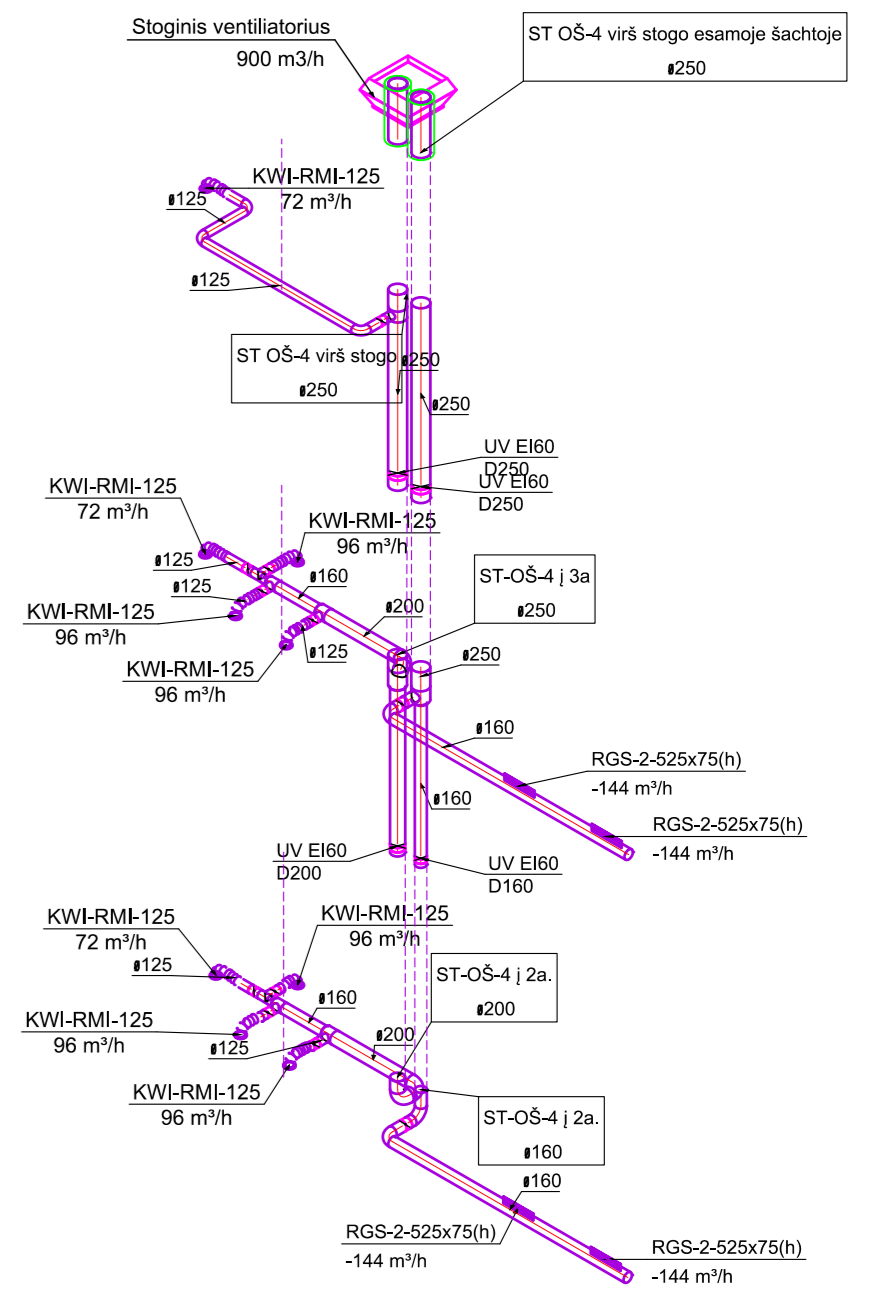 Stoginis ventiliatorius
900 m3/h
ST OŠ-4 virš stogo esamoje šachtoje
ø250
KWI-RMI-125
72 m³/h
ø125
ø125
ST OŠ-4 virš stogo
ø250
ø250
ø250
UV EI60
D250
UV EI60
D250
KWI-RMI-125
72 m³/h
KWI-RMI-125
96 m³/h
ø125
ø160
ø125
ø200
ST-OŠ-4 į 3a
ø250
KWI-RMI-125
96 m³/h
ø125
KWI-RMI-125
96 m³/h
ø250
ø160
RGS-2-525x75(h)
-144 m³/h
ø160
RGS-2-525x75(h)
-144 m³/h
UV EI60
D200
UV EI60
D160
KWI-RMI-125
72 m³/h
KWI-RMI-125
96 m³/h
ø125
ø160
ST-OŠ-4 į 2a.
ø200
KWI-RMI-125
96 m³/h
ø125
ø200
KWI-RMI-125
96 m³/h
ST-OŠ-4 į 2a.
ø160
ø160
RGS-2-525x75(h)
-144 m³/h
RGS-2-525x75(h)
-144 m³/h